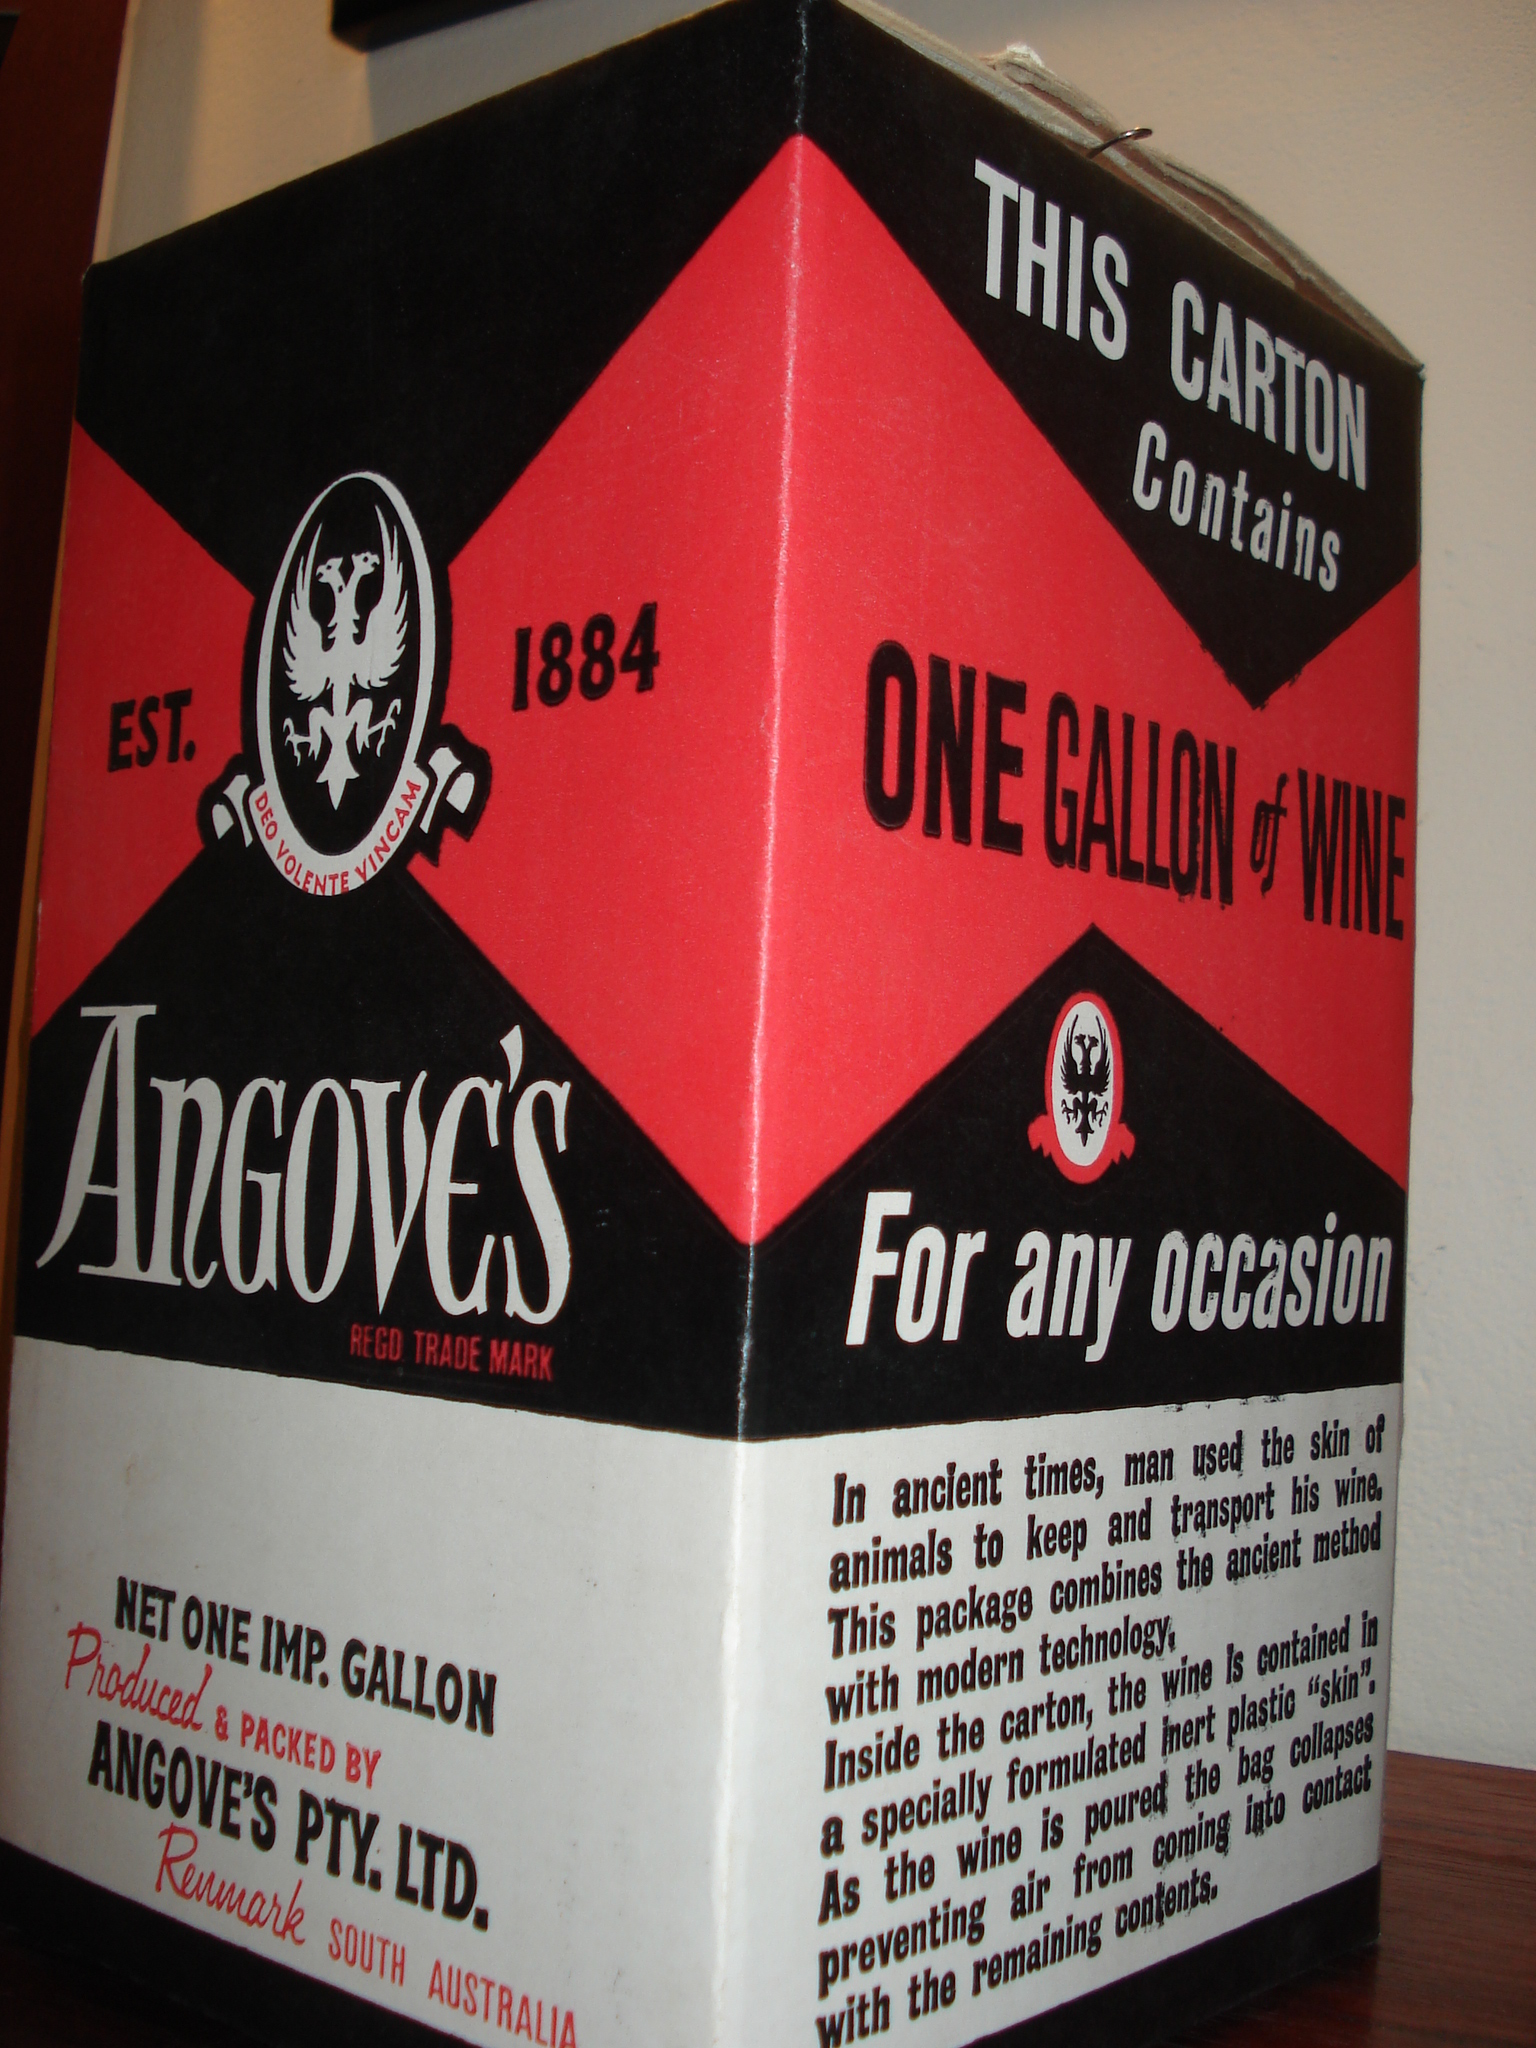 EST. 1884
DEO VOLENTE VINCAM
ANGOVE'S
REGD TRADE MARK
NET ONE IMP. GALLON
Produced & PACKED BY
ANGOVE'S PTY. LTD.
Renmark SOUTH AUSTRALIA
THIS CARTON
Contains
ONE GALLON of WINE
For any occasion
In ancient times, man used the skin of
animals to keep and transport his wine.
This package combines the ancient method
with modern technology.
Inside the carton, the wine is contained in
a specially formulated inert plastic “skin”.
As the wine is poured the bag collapses
preventing air from coming into contact
with the remaining contents.